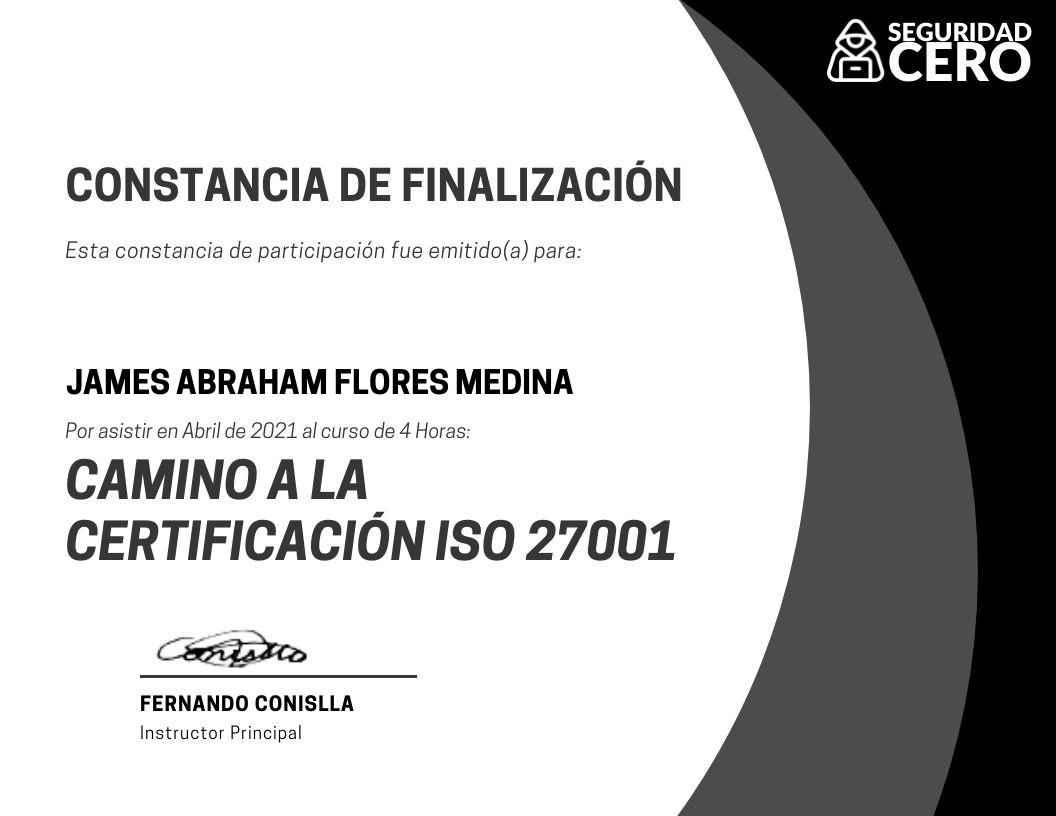 SEGURIDAD
CERO
CONSTANCIA DE FINALIZACIÓN
Esta constancia de participación fue emitido(a) para:
JAMES ABRAHAM FLORES MEDINA
Por asistir en Abril de 2021 al curso de 4 Horas:
CAMINO A LA
CERTIFICACIÓN ISO 27001
Conislla
FERNANDO CONISLLA
Instructor Principal